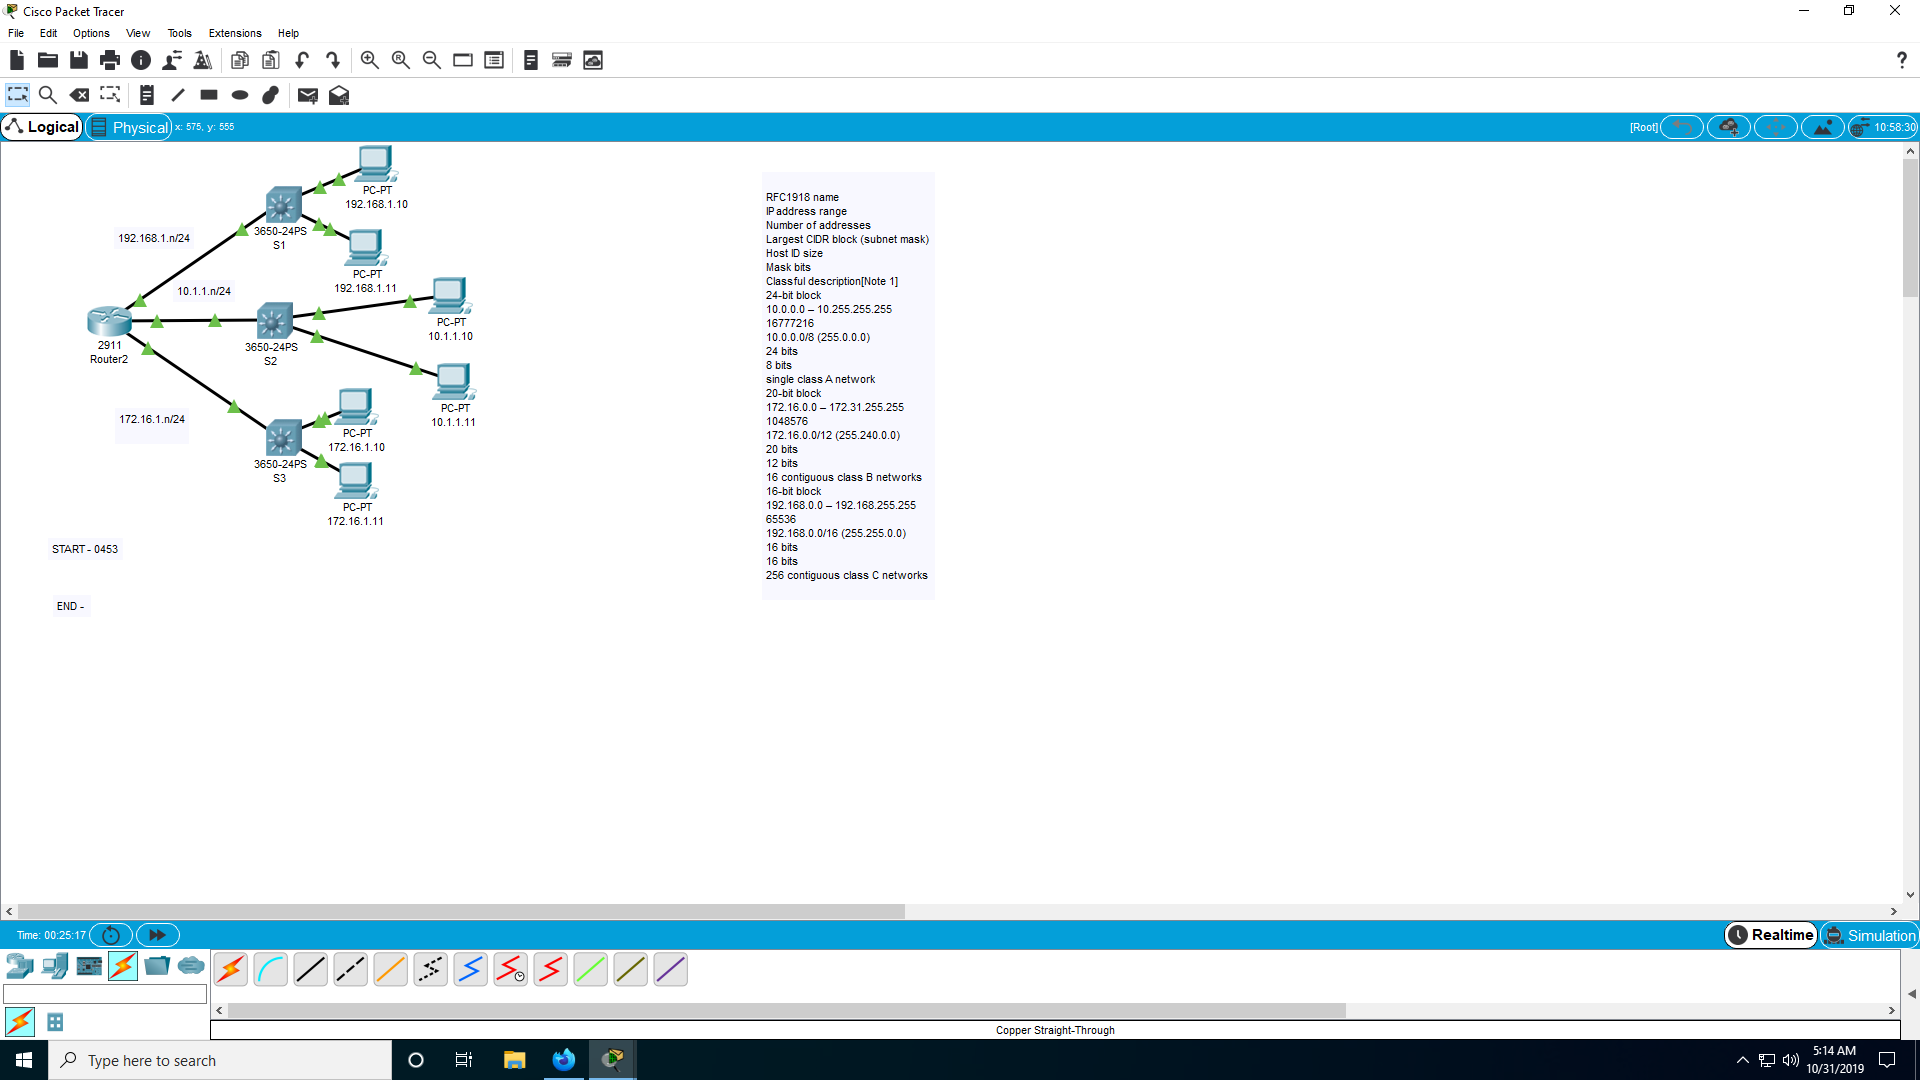 Cisco Packet Tracer
File Edit Options View Tools Extensions Help
?
Logical Physical x: 575, y: 555 [Root] 10:58:30
PC-PT
192.168.1.10
3650-24PS
S1
192.168.1.n/24
PC-PT
192.168.1.11
10.1.1.n/24
PC-PT
10.1.1.10
2911
Router2
3650-24PS
S2
PC-PT
10.1.1.11
172.16.1.n/24
PC-PT
172.16.1.10
3650-24PS
S3
PC-PT
172.16.1.11
START - 0453
END -
RFC1918 name
IP address range
Number of addresses
Largest CIDR block (subnet mask)
Host ID size
Mask bits
Classful description[Note 1]
24-bit block
10.0.0.0 – 10.255.255.255
16777216
10.0.0.0/8 (255.0.0.0)
24 bits
8 bits
single class A network
20-bit block
172.16.0.0 – 172.31.255.255
1048576
172.16.0.0/12 (255.240.0.0)
20 bits
12 bits
16 contiguous class B networks
16-bit block
192.168.0.0 – 192.168.255.255
65536
192.168.0.0/16 (255.255.0.0)
16 bits
16 bits
256 contiguous class C networks
Time: 00:25:17 Realtime Simulation
Copper Straight-Through
Type here to search
5:14 AM
10/31/2019